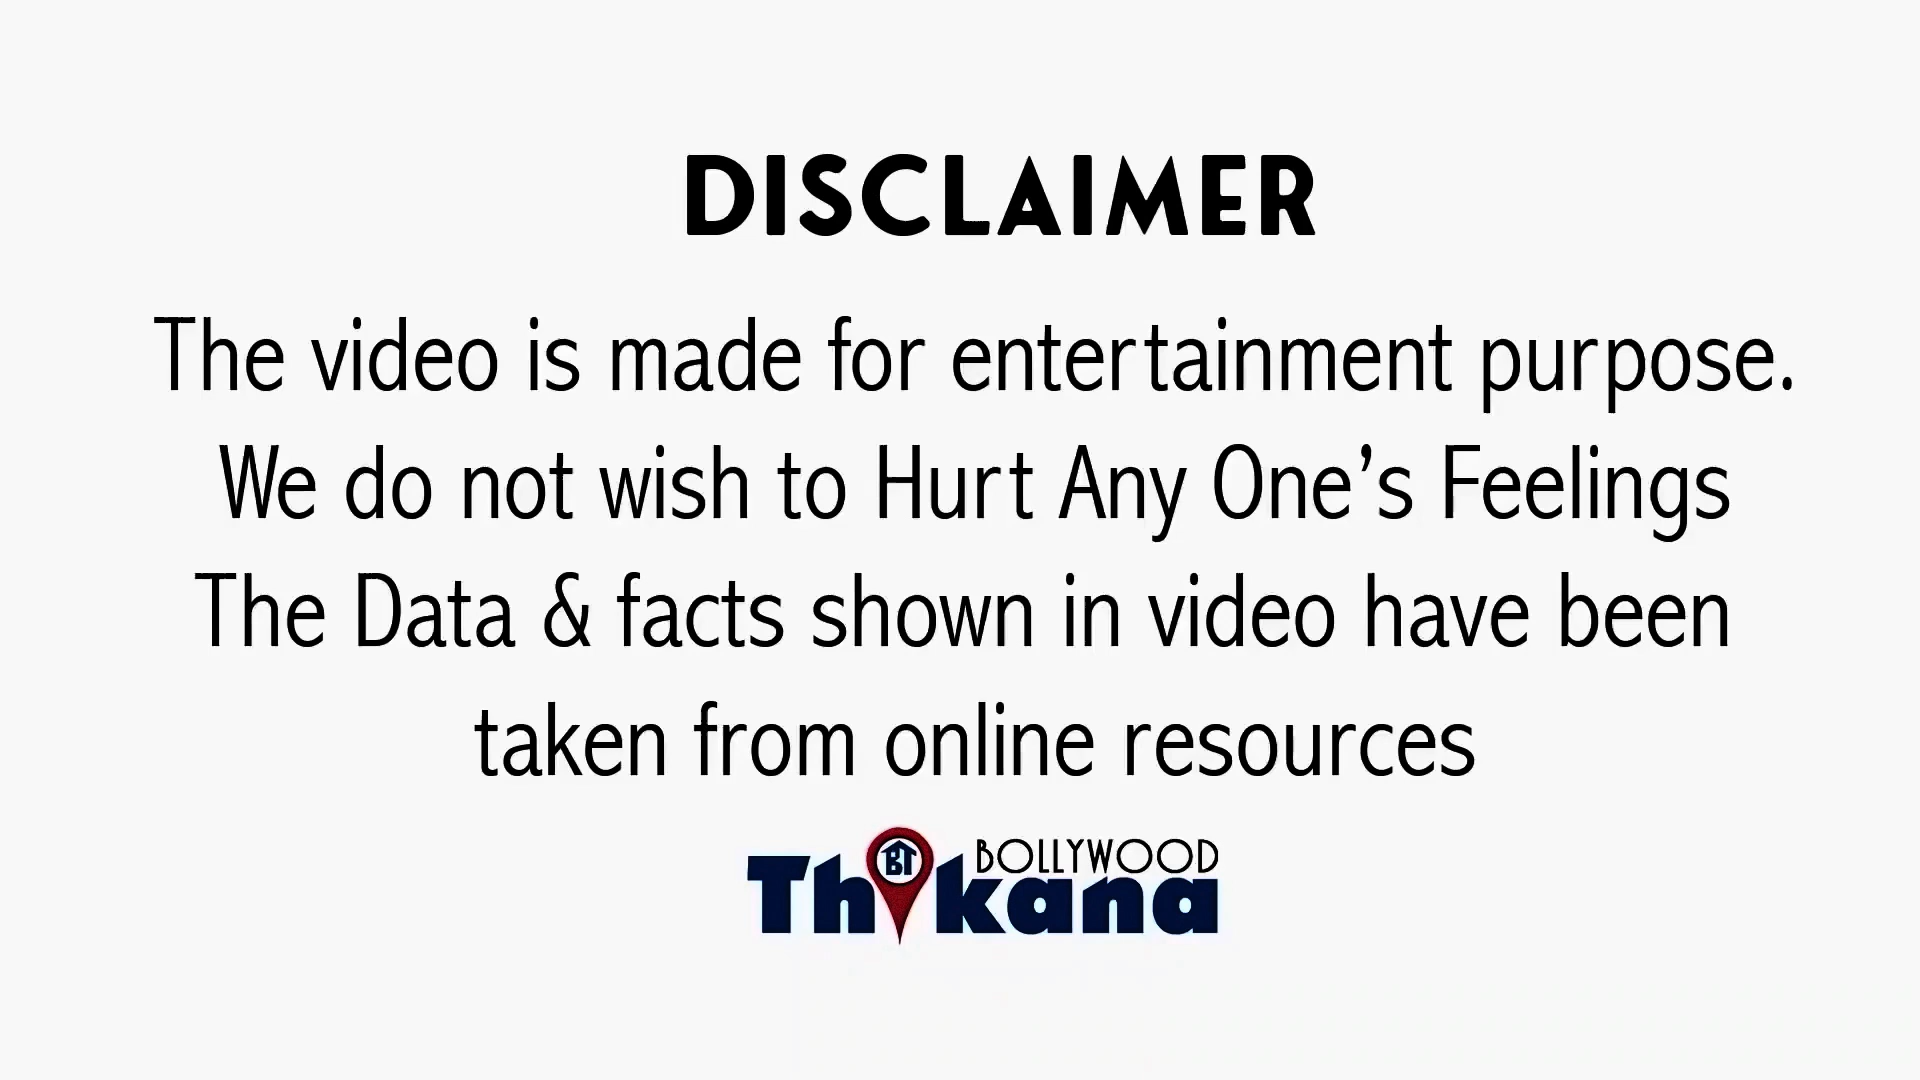 DISCLAIMER
The video is made for entertainment purpose.
We do not wish to Hurt Any One’s Feelings
The Data & facts shown in video have been
taken from online resources
BOLLYWOOD
BT
Thikana